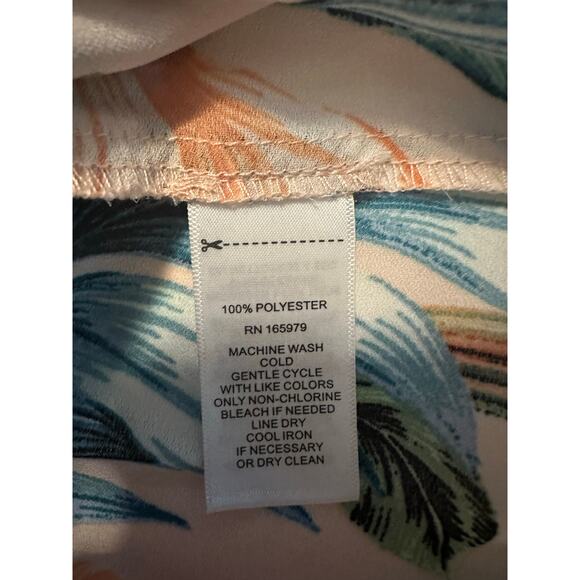 100% POLYESTER
RN 165979
MACHINE WASH
COLD
GENTLE CYCLE
WITH LIKE COLORS
ONLY NON-CHLORINE
BLEACH IF NEEDED
LINE DRY
COOL IRON
IF NECESSARY
OR DRY CLEAN